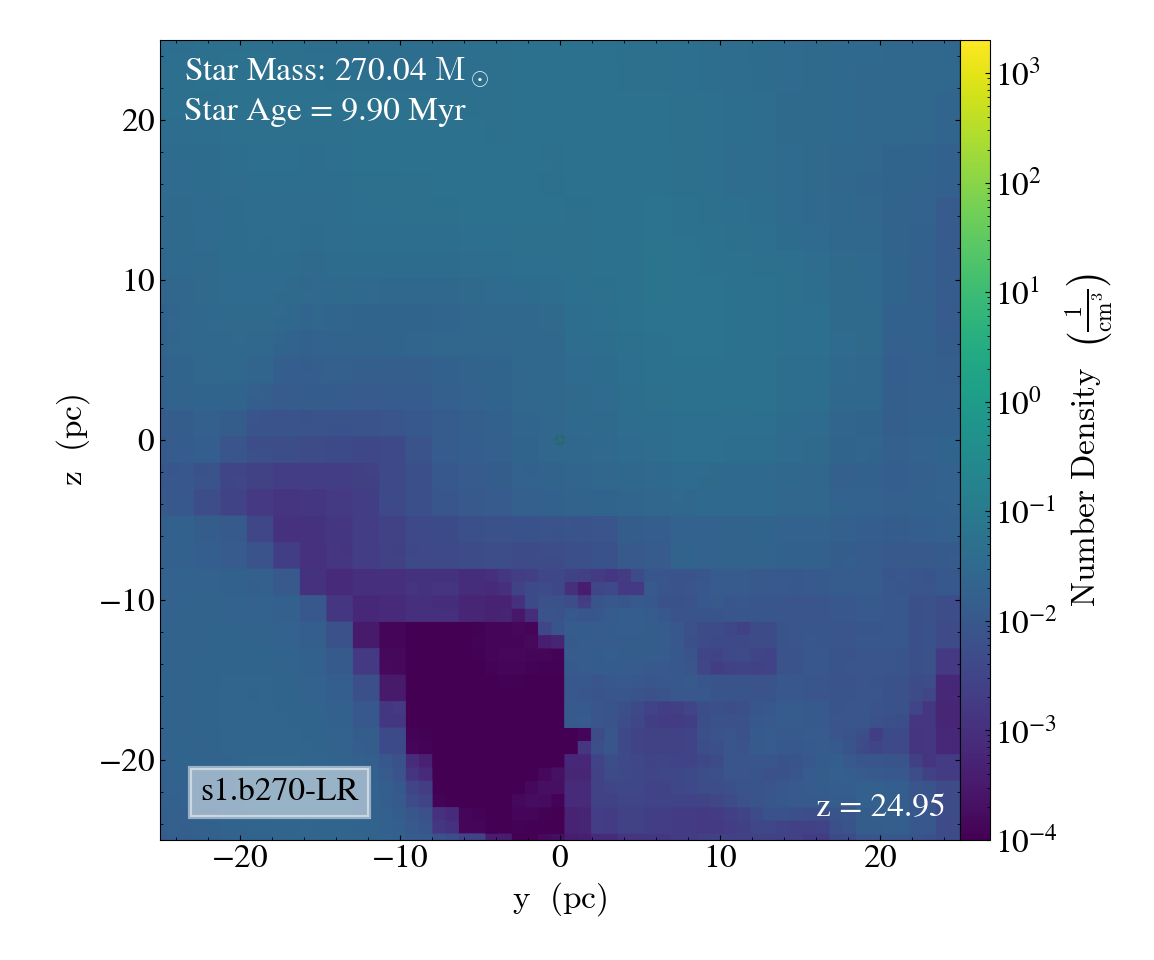 Star Mass: 270.04 M⊙
Star Age = 9.90 Myr
20
10
0
−10
−20
z (pc)
s1.b270-LR
z = 24.95
−20 −10 0 10 20
y (pc)
10³
10²
10¹
10⁰
10⁻¹
10⁻²
10⁻³
10⁻⁴
Number Density (1/cm³)